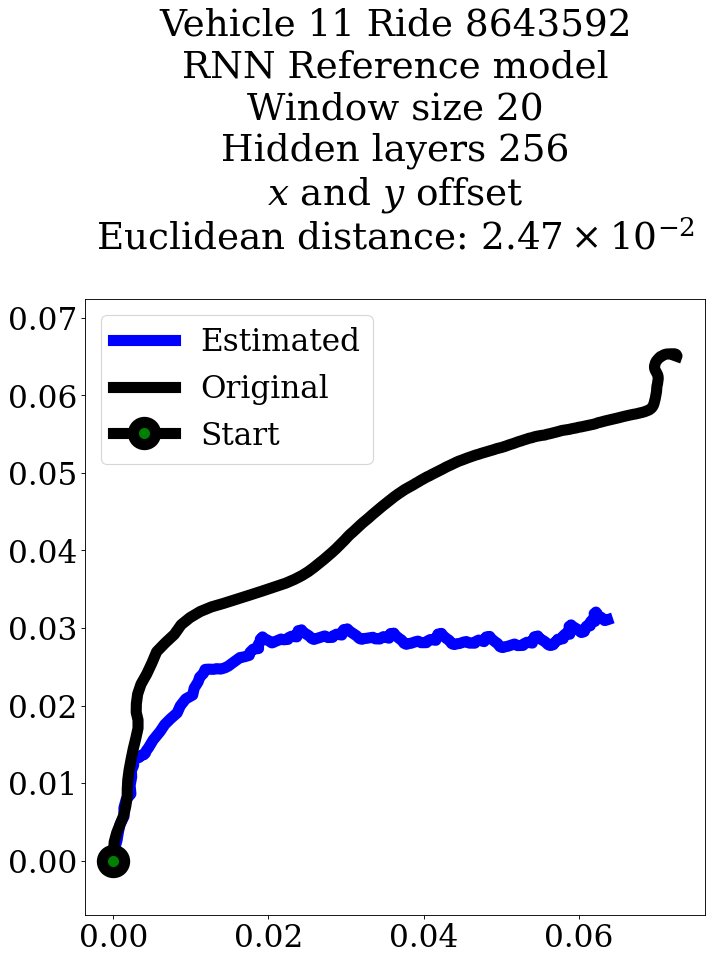 Vehicle 11 Ride 8643592
RNN Reference model
Window size 20
Hidden layers 256
x and y offset
Euclidean distance: 2.47 × 10⁻²
Estimated
Original
Start
0.07
0.06
0.05
0.04
0.03
0.02
0.01
0.00
0.00 0.02 0.04 0.06